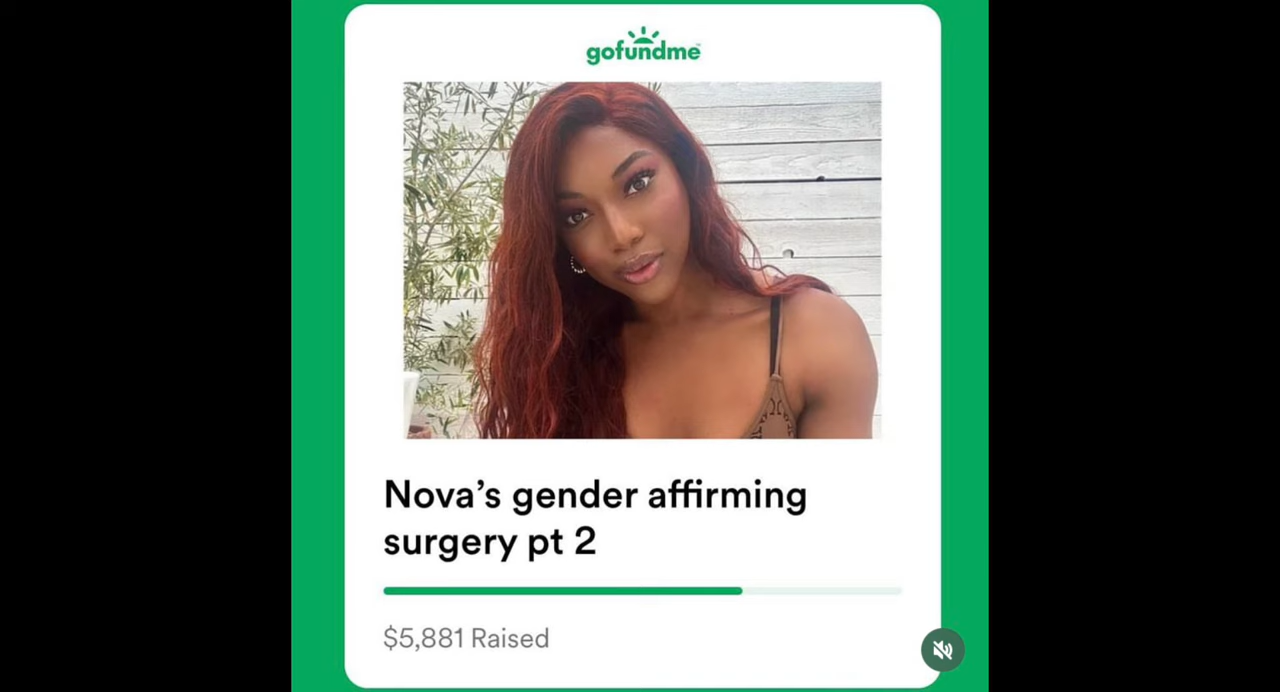 gofundme
Nova’s gender affirming
surgery pt 2
$5,881 Raised